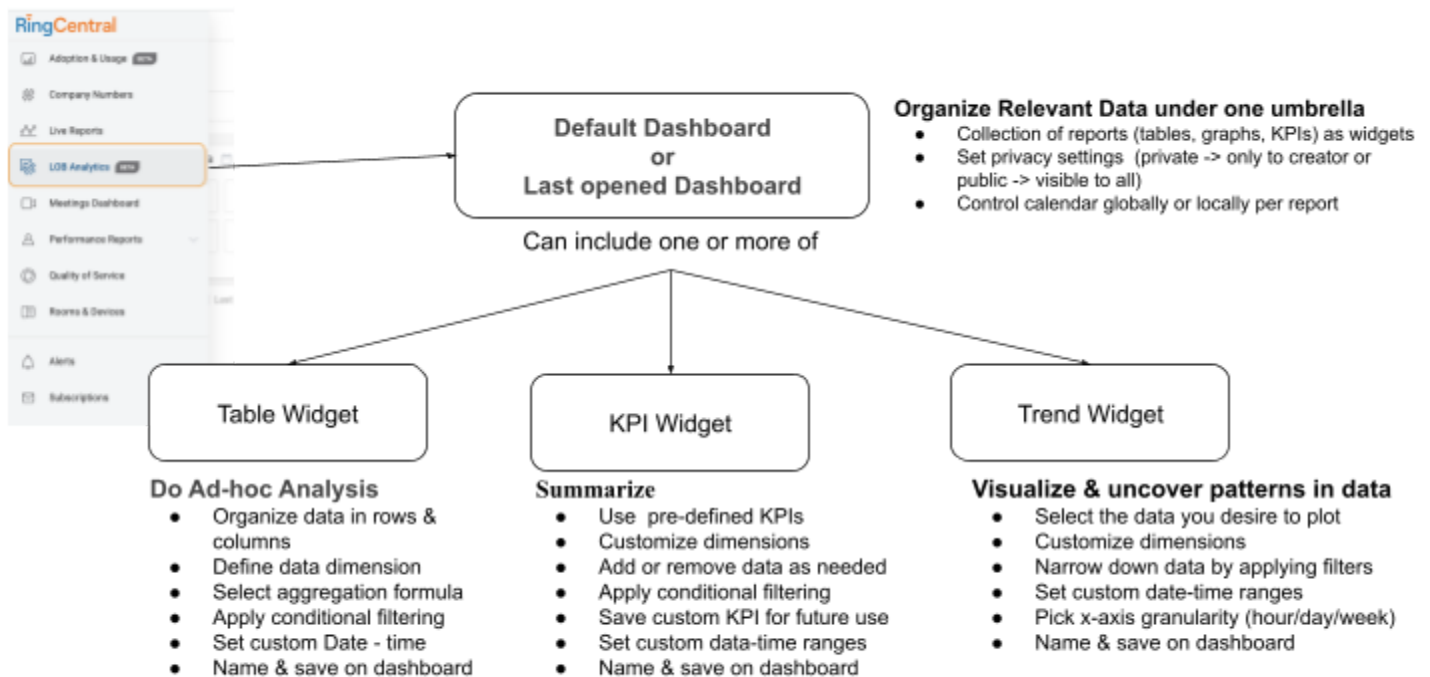 RingCentral
Adoption & Usage BETA
Company Numbers
Live Reports
LOB Analytics BETA
Meetings Dashboard
Performance Reports
Quality of Service
Rooms & Devices
Alerts
Subscriptions
Last
Default Dashboard
or
Last opened Dashboard
Organize Relevant Data under one umbrella
● Collection of reports (tables, graphs, KPIs) as widgets
● Set privacy settings (private -> only to creator or
public -> visible to all)
● Control calendar globally or locally per report
Can include one or more of
Table Widget
Do Ad-hoc Analysis
● Organize data in rows &
columns
● Define data dimension
● Select aggregation formula
● Apply conditional filtering
● Set custom Date - time
● Name & save on dashboard
KPI Widget
Summarize
● Use pre-defined KPIs
● Customize dimensions
● Add or remove data as needed
● Apply conditional filtering
● Save custom KPI for future use
● Set custom data-time ranges
● Name & save on dashboard
Trend Widget
Visualize & uncover patterns in data
● Select the data you desire to plot
● Customize dimensions
● Narrow down data by applying filters
● Set custom date-time ranges
● Pick x-axis granularity (hour/day/week)
● Name & save on dashboard